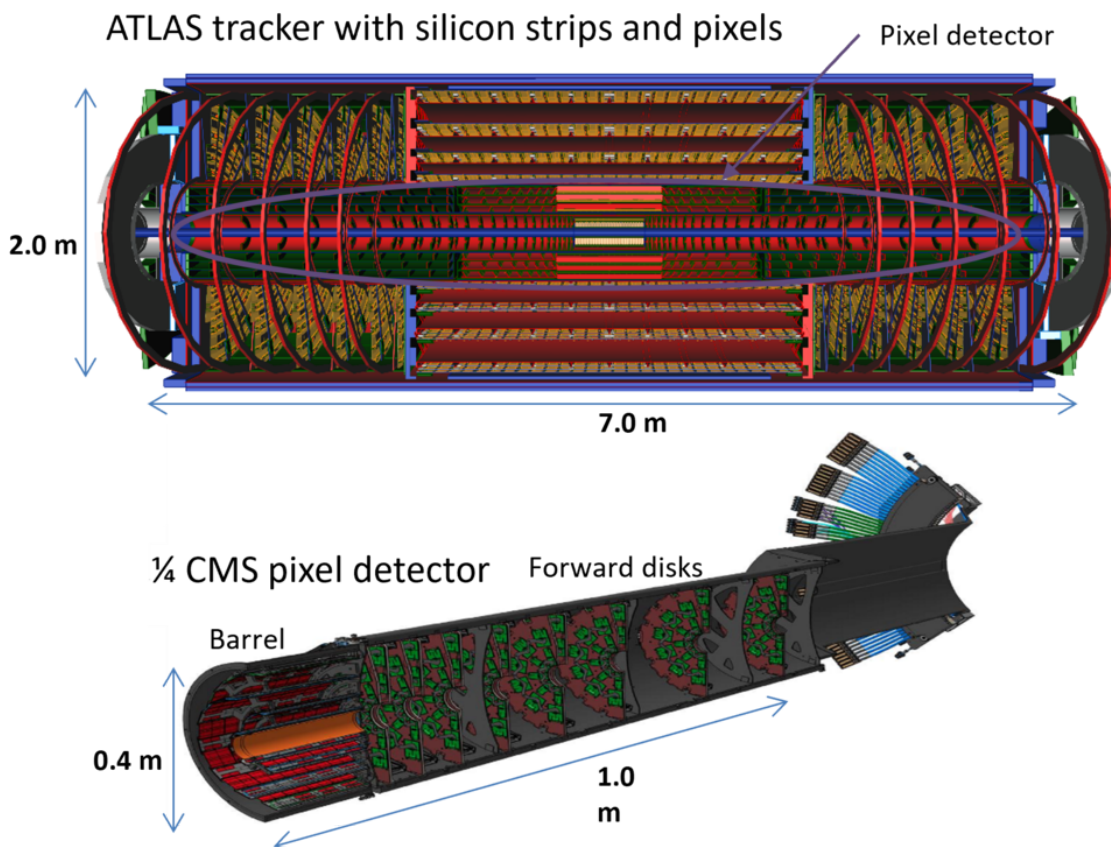 ATLAS tracker with silicon strips and pixels
Pixel detector
2.0 m
7.0 m
¼ CMS pixel detector
Forward disks
Barrel
0.4 m
1.0
m